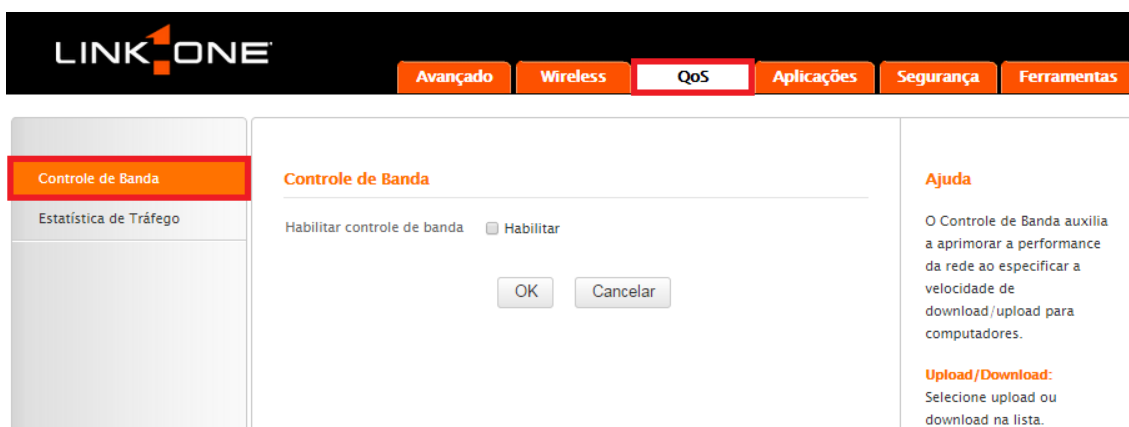 LINK ONE
Avançado Wireless QoS Aplicações Segurança Ferramentas
Controle de Banda
Estatística de Tráfego
Controle de Banda
Habilitar controle de banda Habilitar
OK Cancelar
Ajuda
O Controle de Banda auxilia
a aprimorar a performance
da rede ao especificar a
velocidade de
download/upload para
computadores.
Upload/Download:
Selecione upload ou
download na lista.